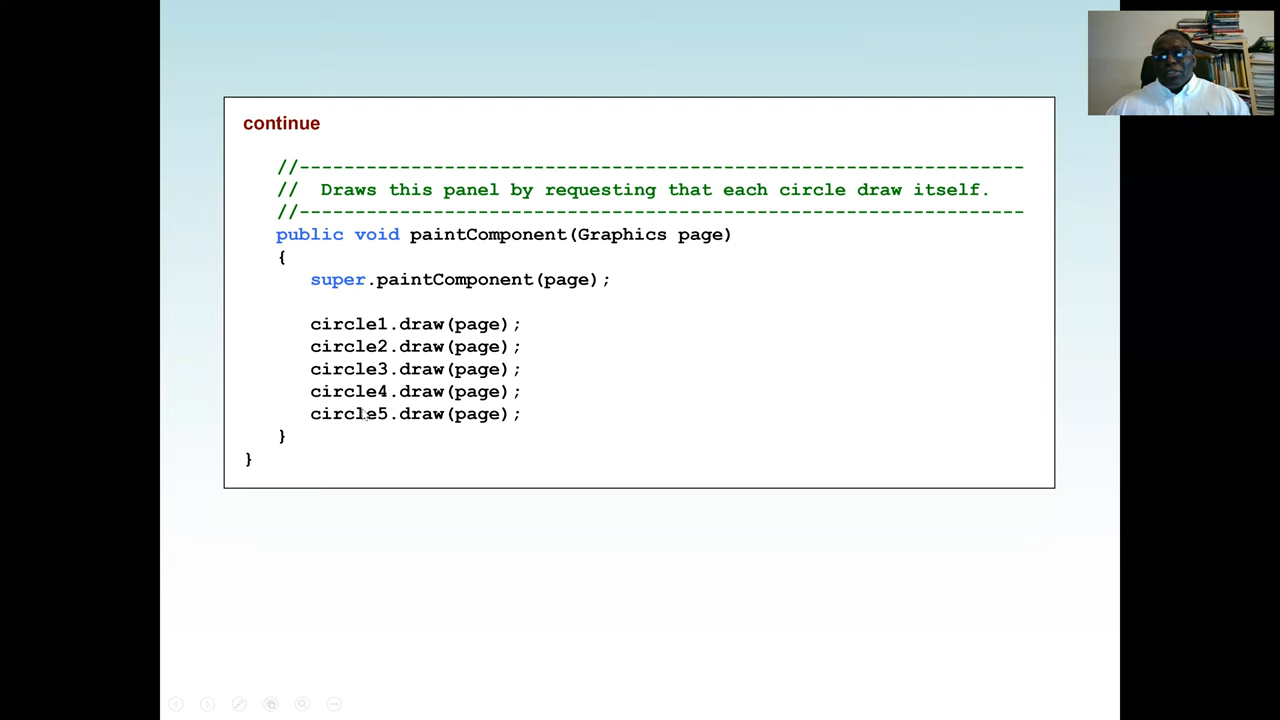 continue
//-----------------------------------------------------------------
//  Draws this panel by requesting that each circle draw itself.
//-----------------------------------------------------------------
public void paintComponent(Graphics page)
{
super.paintComponent(page);
circle1.draw(page);
circle2.draw(page);
circle3.draw(page);
circle4.draw(page);
circle5.draw(page);
}
}